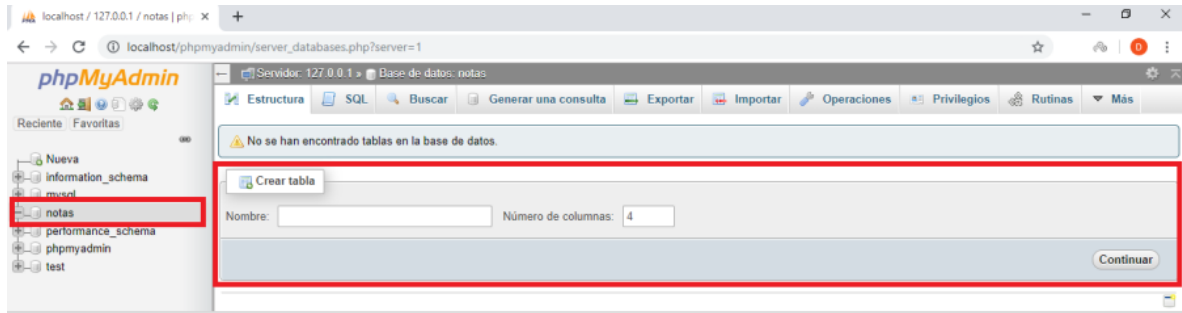 localhost / 127.0.0.1 / notas | php
localhost/phpmyadmin/server_databases.php?server=1
D
phpMyAdmin
Reciente Favoritas
Nueva
information_schema
mysql
notas
performance_schema
phpmyadmin
test
Servidor: 127.0.0.1 » Base de datos: notas
Estructura SQL Buscar Generar una consulta Exportar Importar Operaciones Privilegios Rutinas Más
No se han encontrado tablas en la base de datos.
Crear tabla
Nombre: Número de columnas: 4
Continuar